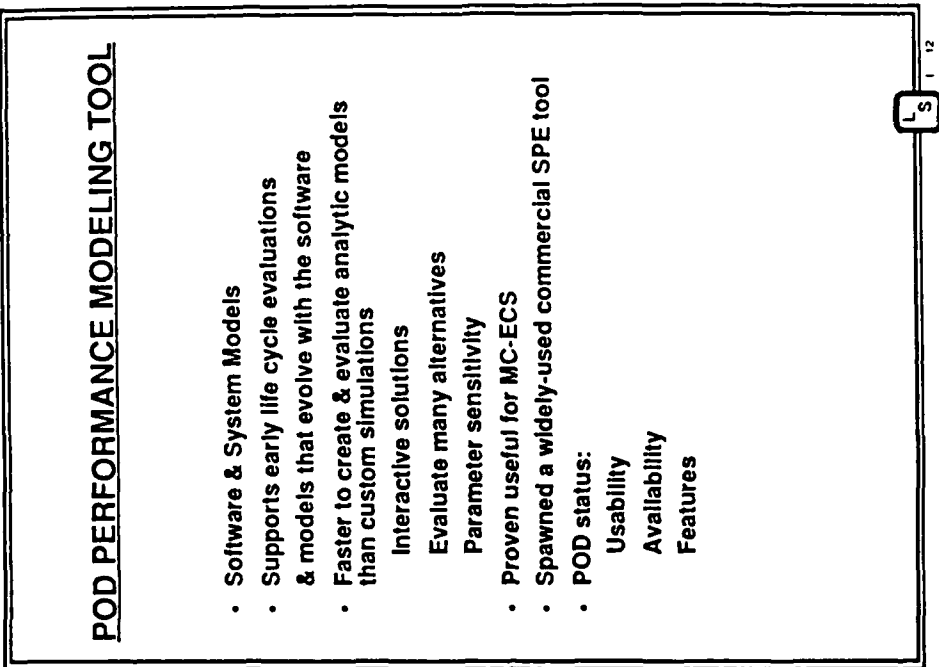 POD PERFORMANCE MODELING TOOL
• Software & System Models
• Supports early life cycle evaluations
& models that evolve with the software
• Faster to create & evaluate analytic models
than custom simulations
Interactive solutions
Evaluate many alternatives
Parameter sensitivity
• Proven useful for MC-ECS
• Spawned a widely-used commercial SPE tool
• POD status:
Usability
Availability
Features
L
S
1 12